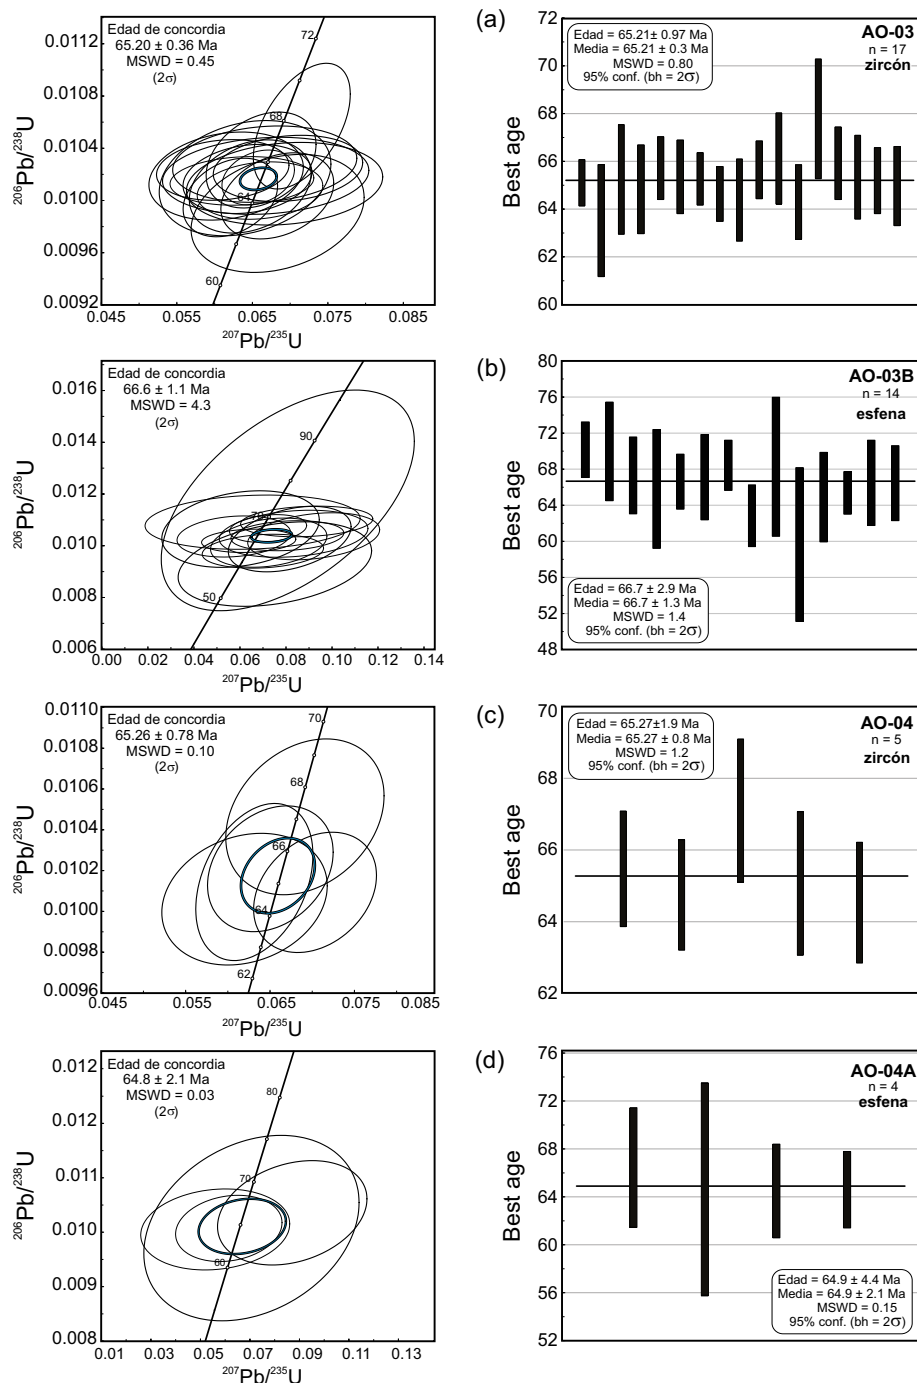 Edad de concordia
65.20 ± 0.36 Ma
MSWD = 0.45
(2σ)
0.0112
0.0108
0.0104
0.0100
0.0096
0.0092
206Pb/238U
72
68
64
60
0.045 0.055 0.065 0.075 0.085
207Pb/235U
(a)
Edad = 65.21± 0.97 Ma
Media = 65.21 ± 0.3 Ma
MSWD = 0.80
95% conf. (bh = 2σ)
AO-03
n = 17
zircón
72
70
68
66
64
62
60
Best age
Edad de concordia
66.6 ± 1.1 Ma
MSWD = 4.3
(2σ)
0.016
0.014
0.012
0.010
0.008
0.006
206Pb/238U
90
70
50
0.00 0.02 0.04 0.06 0.08 0.10 0.12 0.14
207Pb/235U
(b)
AO-03B
n = 14
esfena
80
76
72
68
64
60
56
52
48
Best age
Edad = 66.7 ± 2.9 Ma
Media = 66.7 ± 1.3 Ma
MSWD = 1.4
95% conf. (bh = 2σ)
Edad de concordia
65.26 ± 0.78 Ma
MSWD = 0.10
(2σ)
0.0110
0.0108
0.0106
0.0104
0.0102
0.0100
0.0098
0.0096
206Pb/238U
70
68
66
64
62
0.045 0.055 0.065 0.075 0.085
207Pb/235U
(c)
Edad = 65.27±1.9 Ma
Media = 65.27 ± 0.8 Ma
MSWD = 1.2
95% conf. (bh = 2σ)
AO-04
n = 5
zircón
70
68
66
64
62
Best age
Edad de concordia
64.8 ± 2.1 Ma
MSWD = 0.03
(2σ)
0.012
0.012
0.011
0.010
0.009
0.008
206Pb/238U
80
70
60
0.01 0.03 0.05 0.07 0.09 0.11 0.13
207Pb/235U
(d)
AO-04A
n = 4
esfena
76
72
68
64
60
56
52
Best age
Edad = 64.9 ± 4.4 Ma
Media = 64.9 ± 2.1 Ma
MSWD = 0.15
95% conf. (bh = 2σ)